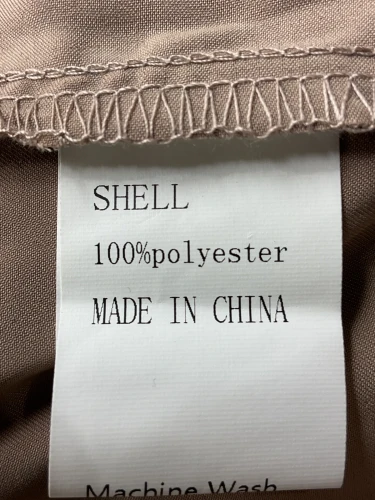 SHELL
100%polyester
MADE IN CHINA
Machine Wash